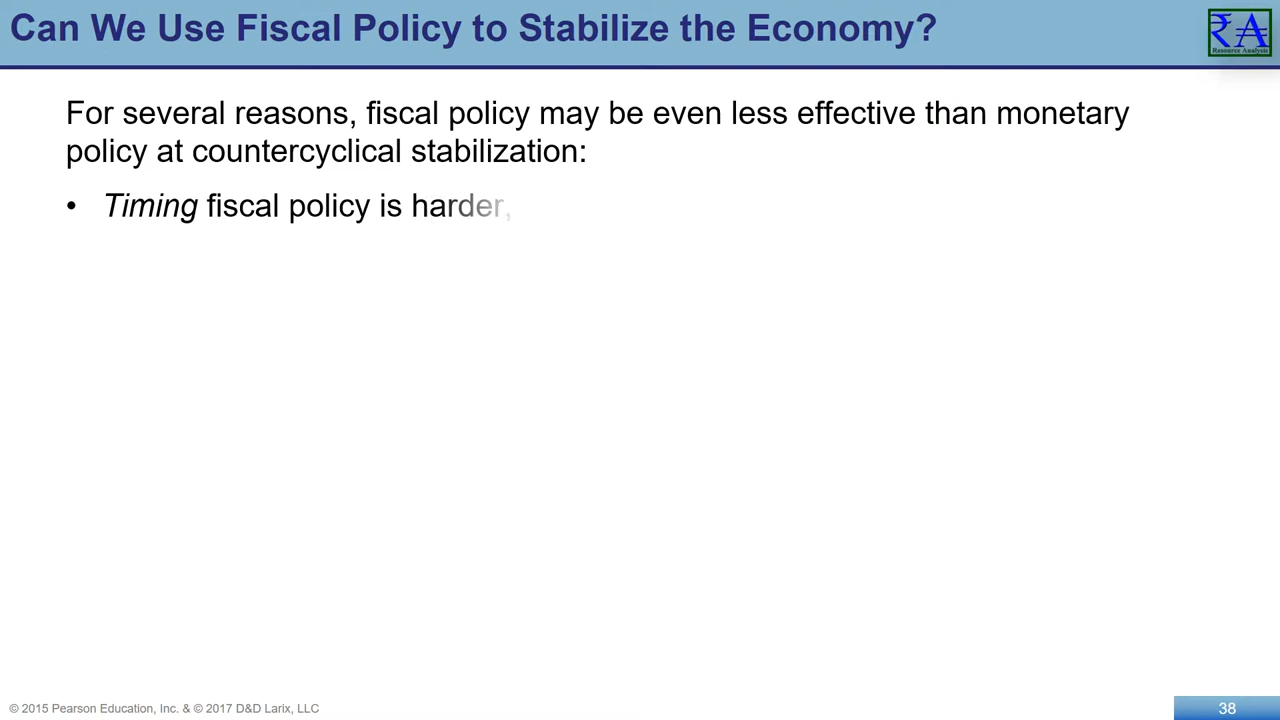 Can We Use Fiscal Policy to Stabilize the Economy?
₹A
Resource Analysis
For several reasons, fiscal policy may be even less effective than monetary
policy at countercyclical stabilization:
• Timing fiscal policy is harder,
© 2015 Pearson Education, Inc. & © 2017 D&D Larix, LLC
38